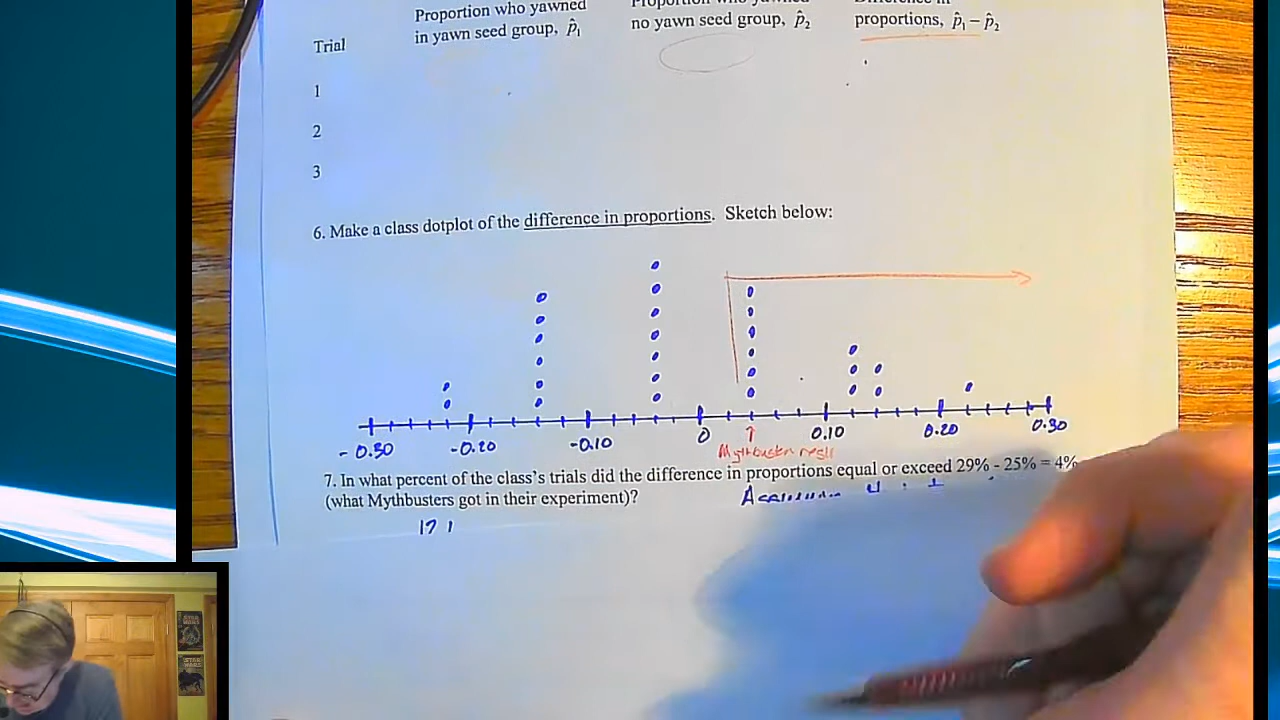 Proportion who yawned
in yawn seed group, p̂₁
no yawn seed group, p̂₂
proportions, p̂₁ – p̂₂
Trial
1
2
3
6. Make a class dotplot of the difference in proportions. Sketch below:
- 0.30 -0.20 -0.10 0 0.10 0.20 0.30
7. In what percent of the class's trials did the difference in proportions equal or exceed 29% - 25% = 4%
(what Mythbusters got in their experiment)?